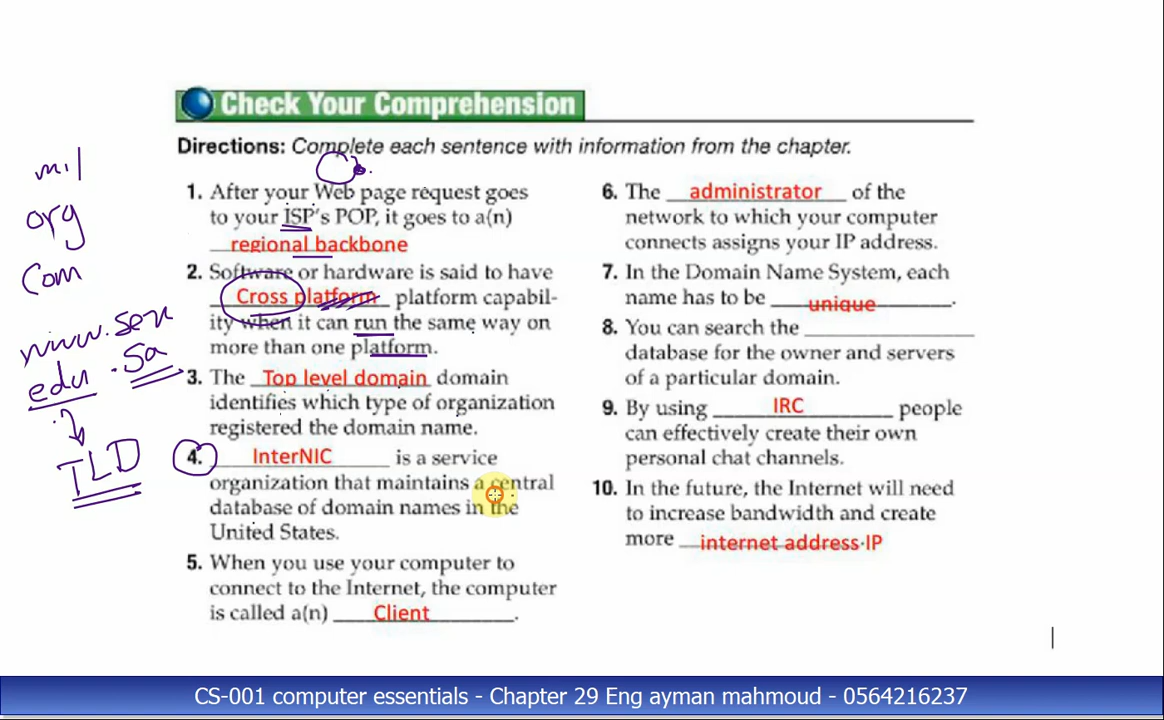 Check Your Comprehension
Directions: Complete each sentence with information from the chapter.
mil
org
com
www.seu
edu .sa
TLD
1. After your Web page request goes
to your ISP's POP, it goes to a(n)
regional backbone
2. Software or hardware is said to have
Cross platform platform capabil-
ity when it can run the same way on
more than one platform.
3. The Top level domain domain
identifies which type of organization
registered the domain name.
4. InterNIC is a service
organization that maintains a central
database of domain names in the
United States.
5. When you use your computer to
connect to the Internet, the computer
is called a(n) Client.
6. The administrator of the
network to which your computer
connects assigns your IP address.
7. In the Domain Name System, each
name has to be unique.
8. You can search the
database for the owner and servers
of a particular domain.
9. By using IRC people
can effectively create their own
personal chat channels.
10. In the future, the Internet will need
to increase bandwidth and create
more internet address IP
CS-001 computer essentials - Chapter 29 Eng ayman mahmoud - 0564216237